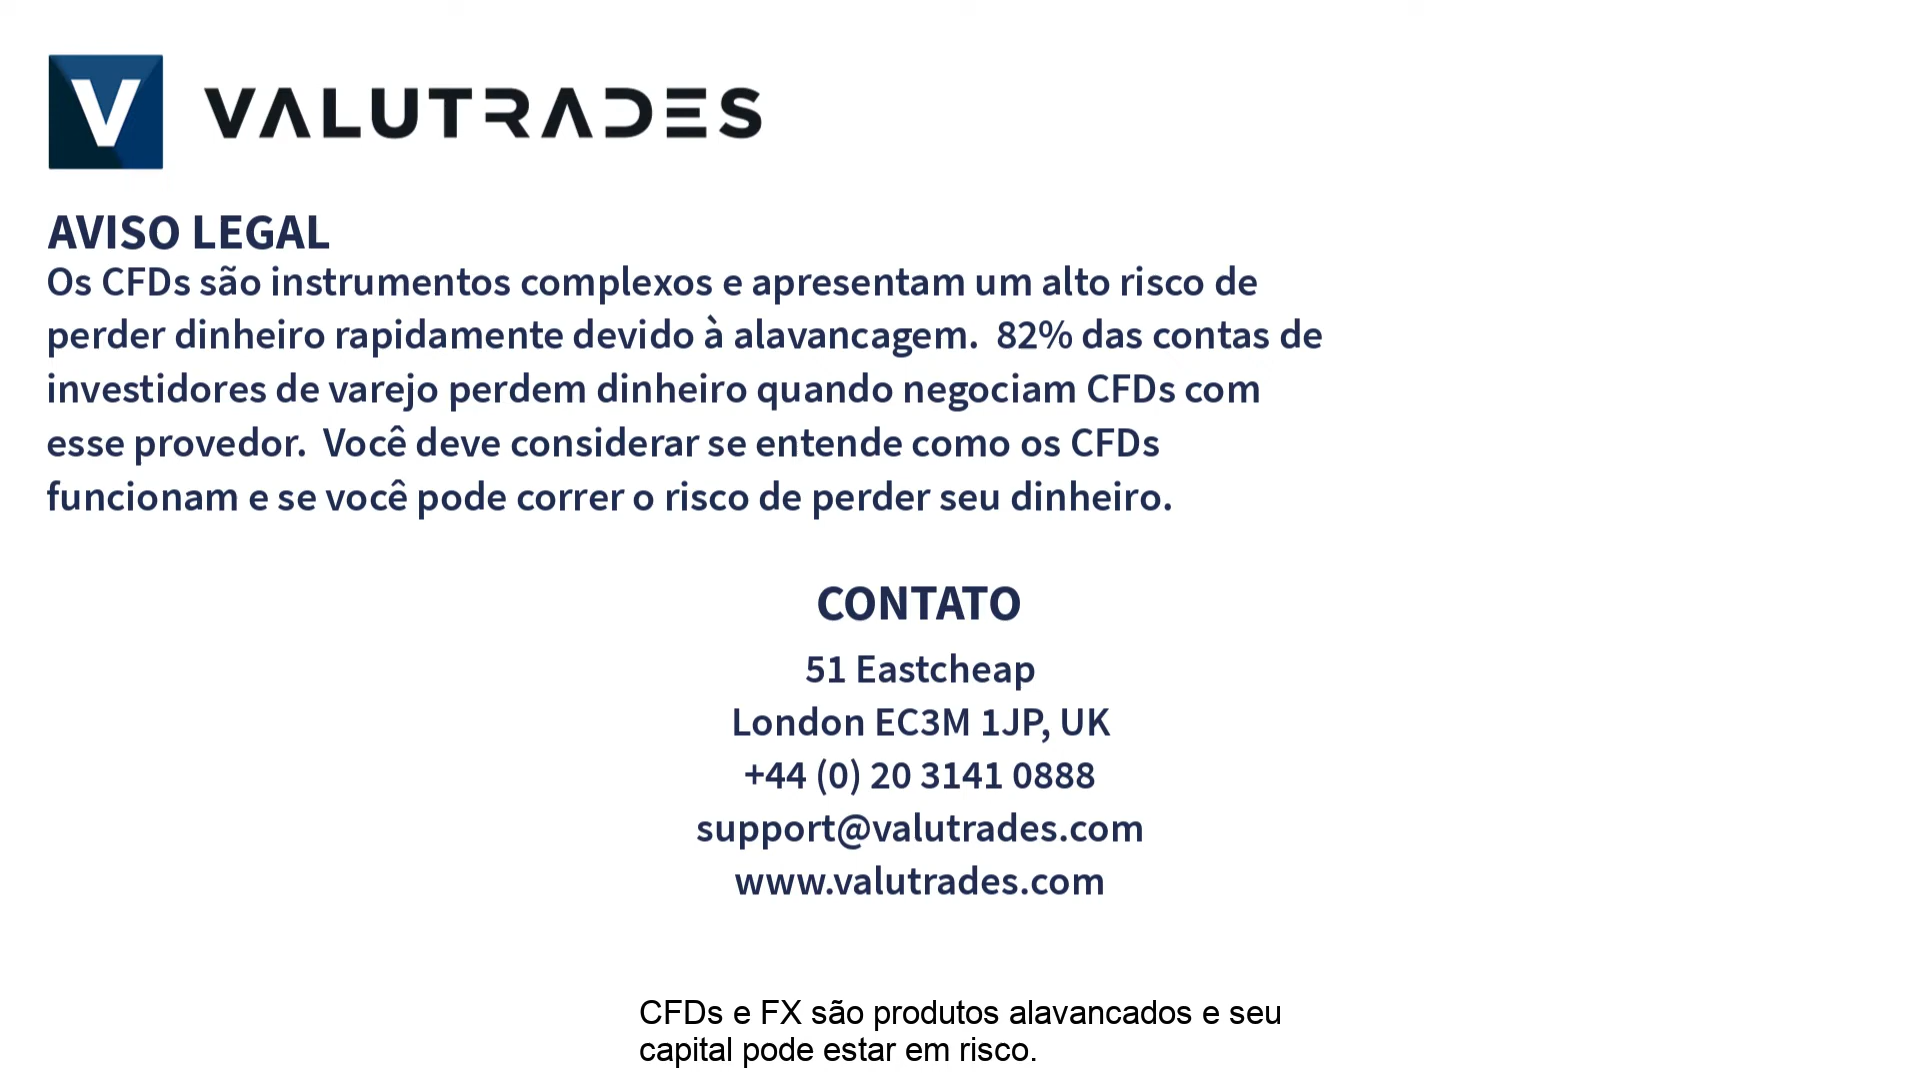 V VALUTRADES
AVISO LEGAL
Os CFDs são instrumentos complexos e apresentam um alto risco de
perder dinheiro rapidamente devido à alavancagem.  82% das contas de
investidores de varejo perdem dinheiro quando negociam CFDs com
esse provedor.  Você deve considerar se entende como os CFDs
funcionam e se você pode correr o risco de perder seu dinheiro.
CONTATO
51 Eastcheap
London EC3M 1JP, UK
+44 (0) 20 3141 0888
support@valutrades.com
www.valutrades.com
CFDs e FX são produtos alavancados e seu
capital pode estar em risco.